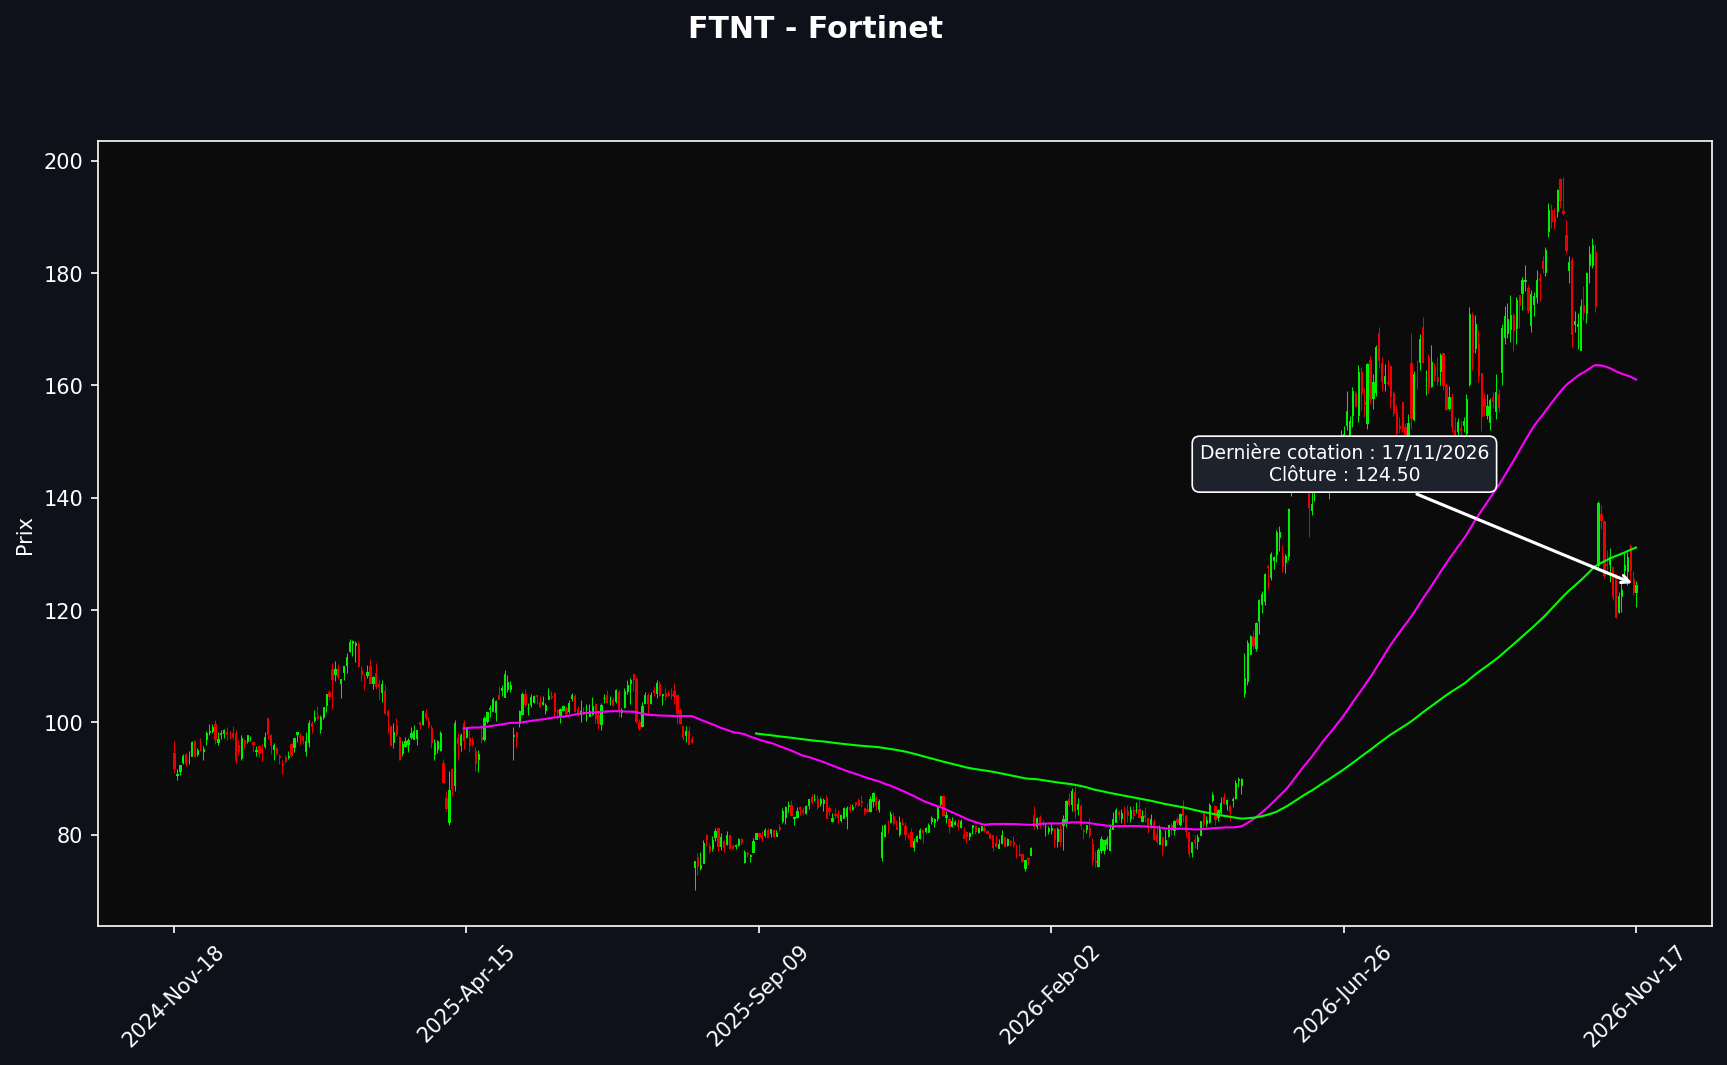 FTNT - Fortinet
200
180
160
140
120
100
80
Prix
Dernière cotation : 17/11/2026
Clôture : 124.50
2024-Nov-18
2025-Apr-15
2025-Sep-09
2026-Feb-02
2026-Jun-26
2026-Nov-17